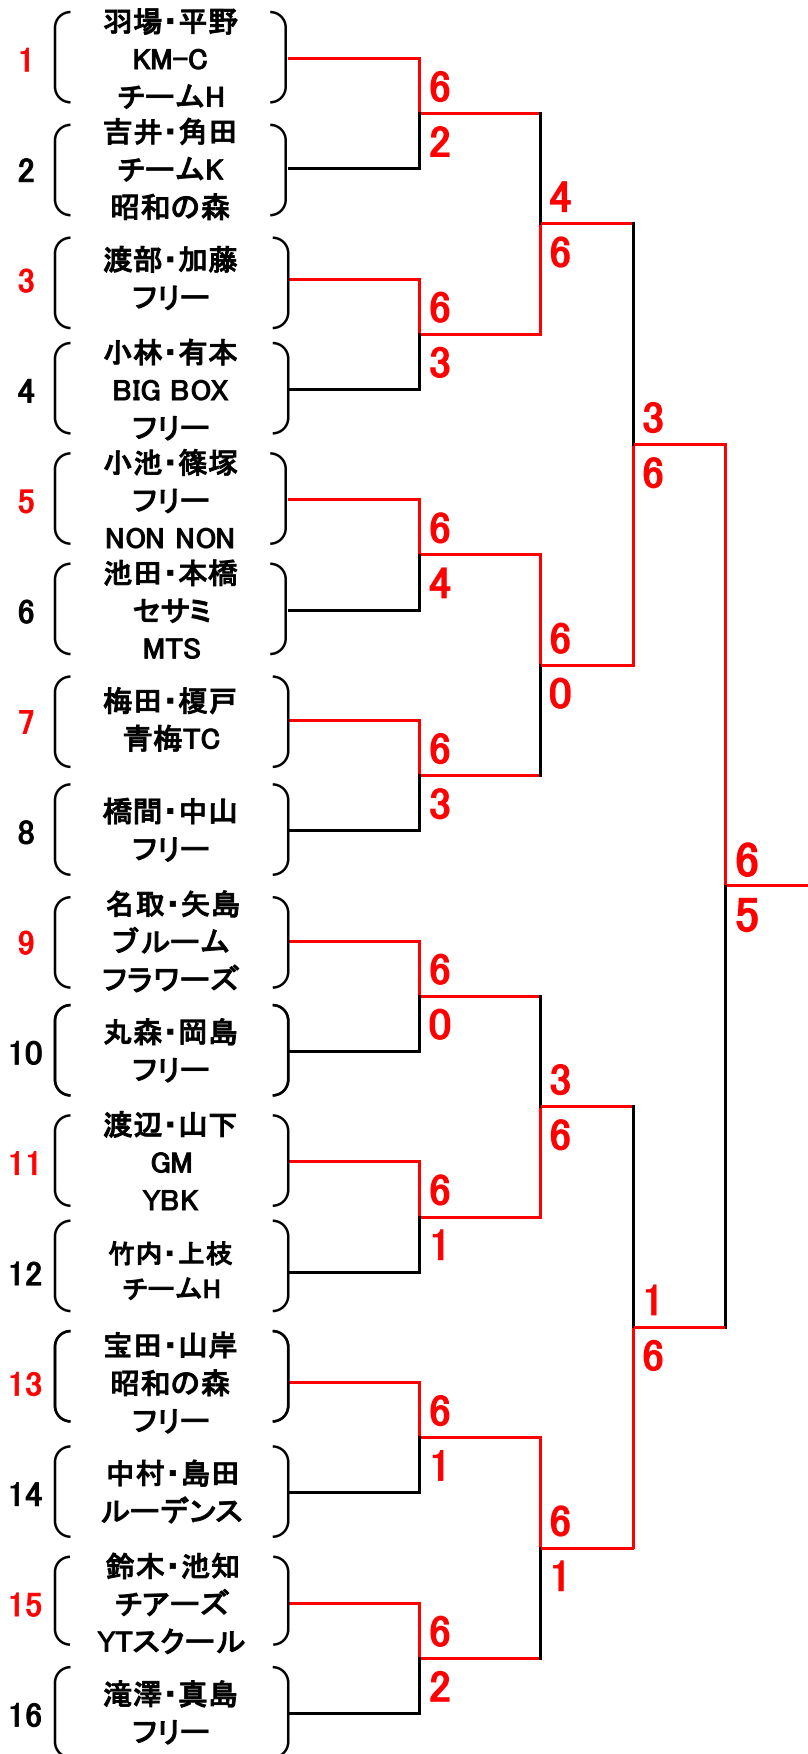 1
羽場・平野
KM-C
チームH
2
吉井・角田
チームK
昭和の森
3
渡部・加藤
フリー
4
小林・有本
BIG BOX
フリー
5
小池・篠塚
フリー
NON NON
6
池田・本橋
セサミ
MTS
7
梅田・榎戸
青梅TC
8
橋間・中山
フリー
9
名取・矢島
ブルーム
フラワーズ
10
丸森・岡島
フリー
11
渡辺・山下
GM
YBK
12
竹内・上枝
チームH
13
宝田・山岸
昭和の森
フリー
14
中村・島田
ルーデンス
15
鈴木・池知
チアーズ
YTスクール
16
滝澤・真島
フリー
6
2
6
3
6
4
6
3
6
0
6
1
6
1
6
2
4
6
6
0
3
6
6
1
3
6
1
6
6
5